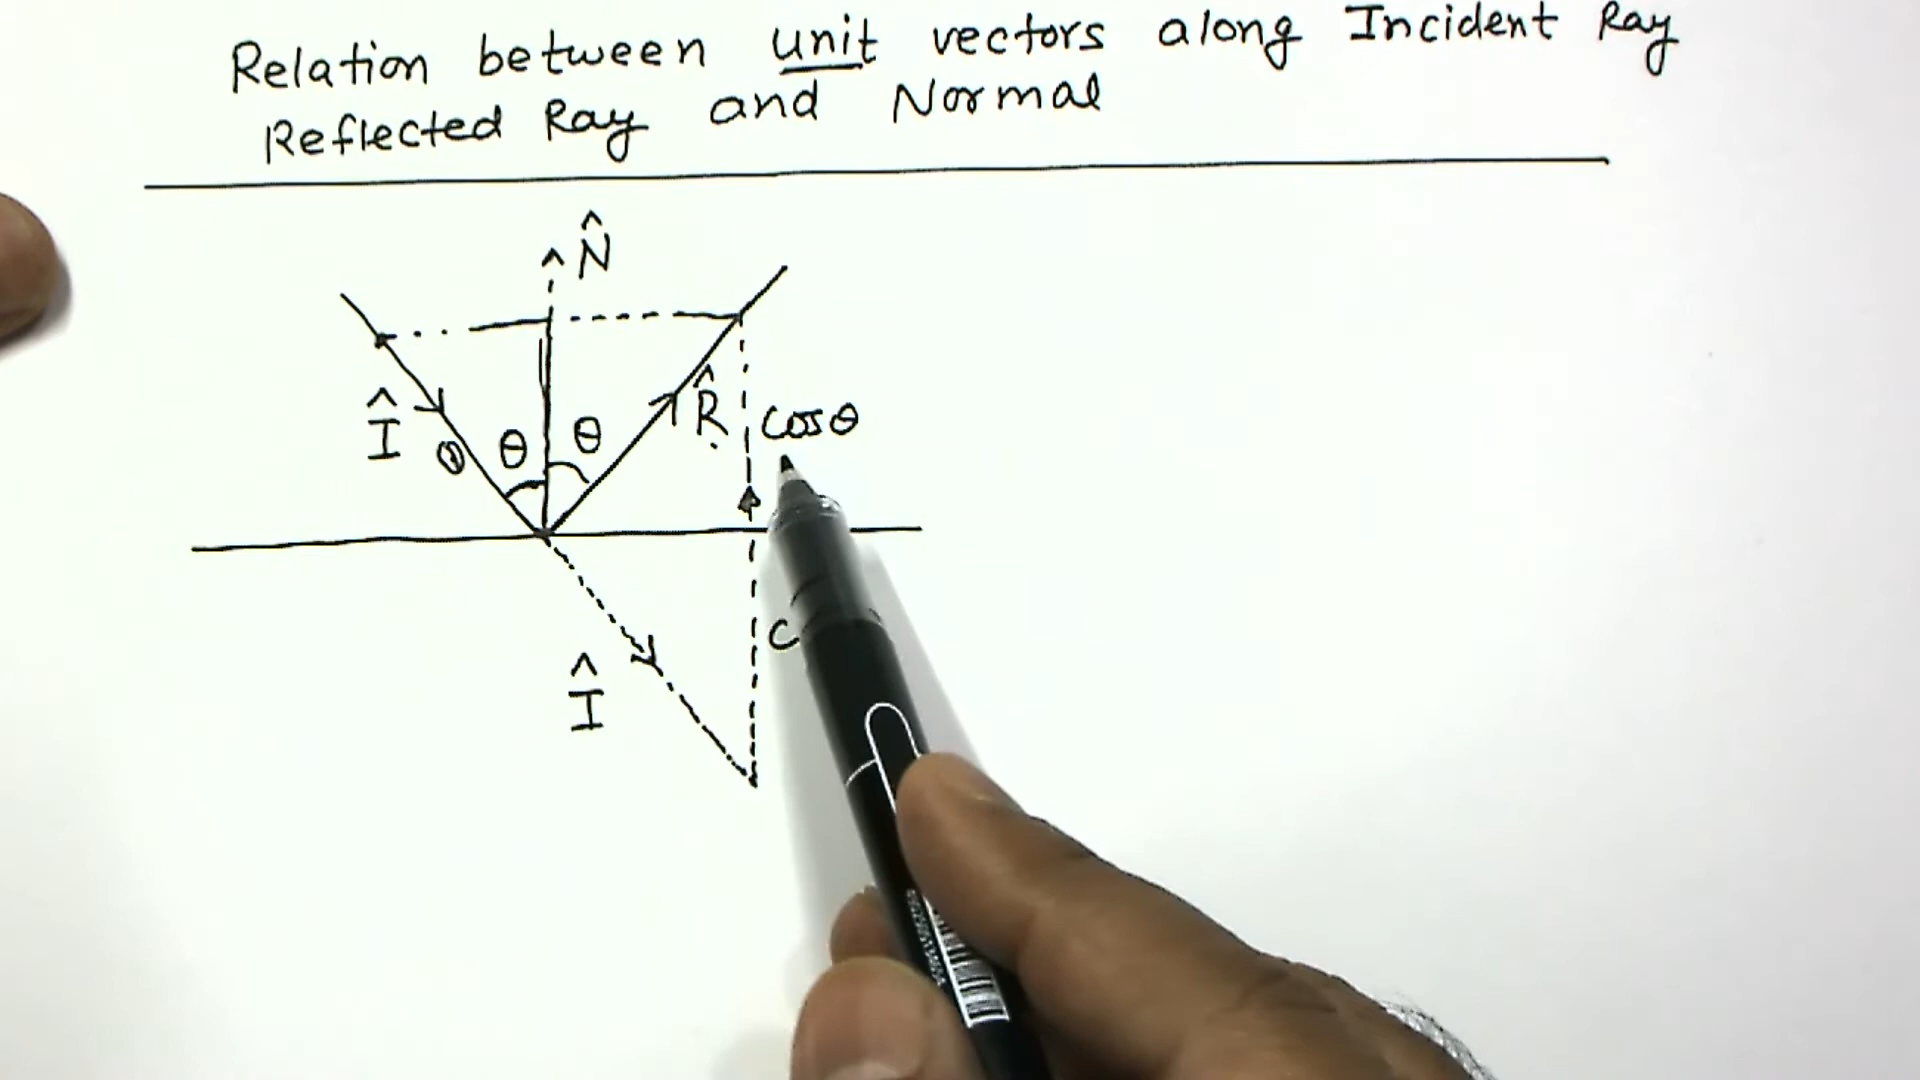 Relation between unit vectors along Incident Ray
Reflected Ray and Normal
N̂
Î
θ
θ
R̂
cosθ
c
Î